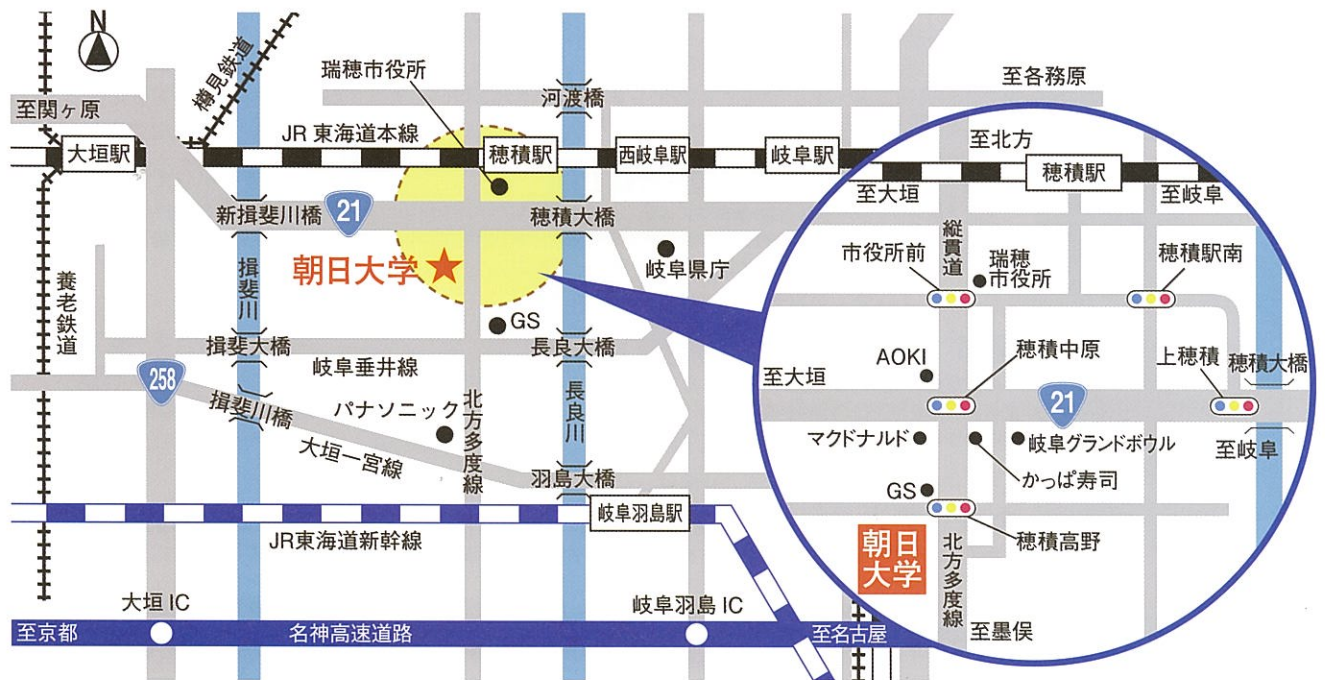 N
至関ヶ原
樽見鉄道
瑞穂市役所
河渡橋
至各務原
JR東海道本線
大垣駅
穂積駅
西岐阜駅
岐阜駅
新揖斐川橋
21
穂積大橋
揖斐川
朝日大学
岐阜県庁
養老鉄道
GS
揖斐大橋
長良大橋
岐阜垂井線
258
揖斐川橋
パナソニック
北方多度線
長良川
大垣一宮線
羽島大橋
岐阜羽島駅
JR東海道新幹線
大垣IC
岐阜羽島IC
至京都
名神高速道路
至名古屋
至北方
穂積駅
至大垣
至岐阜
縦貫道
市役所前
瑞穂
市役所
穂積駅南
AOKI
穂積中原
上穂積
穂積大橋
至大垣
21
マクドナルド
岐阜グランドボウル
至岐阜
かっぱ寿司
GS
穂積高野
朝日
大学
北方多度線
至墨俣